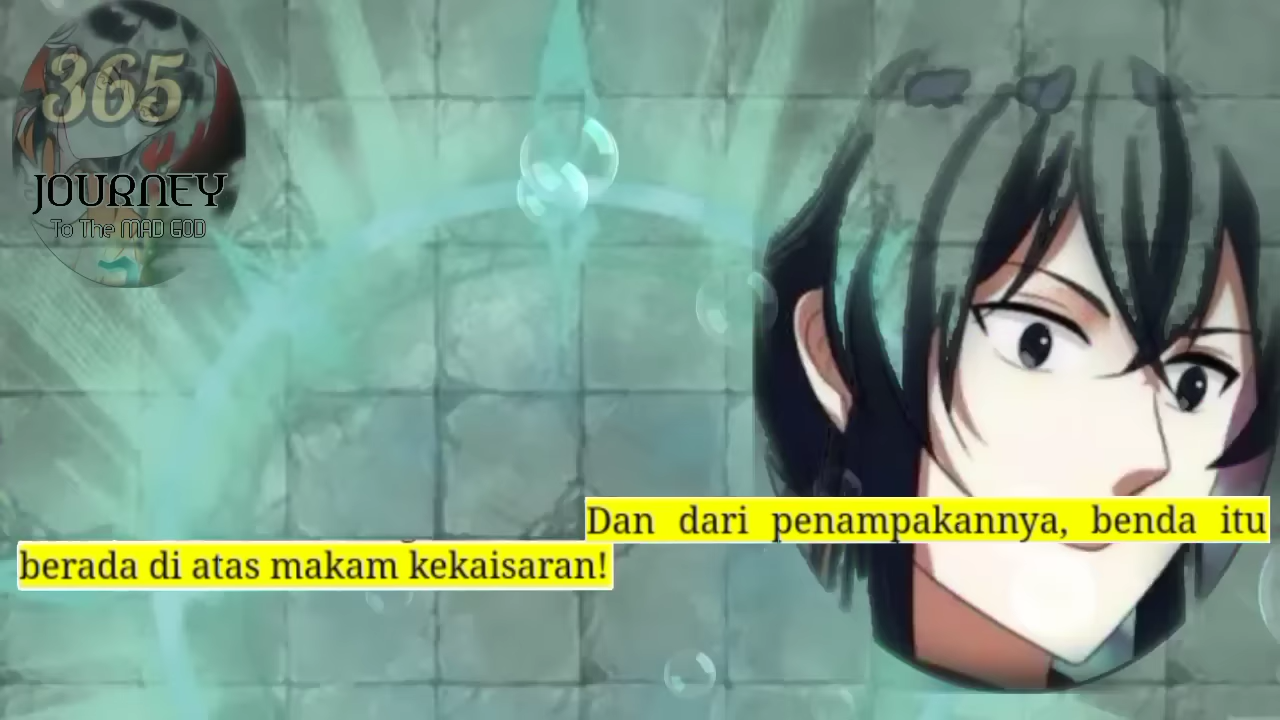 365
JOURNEY
To The MAD GOD
Dan dari penampakannya, benda itu
berada di atas makam kekaisaran!